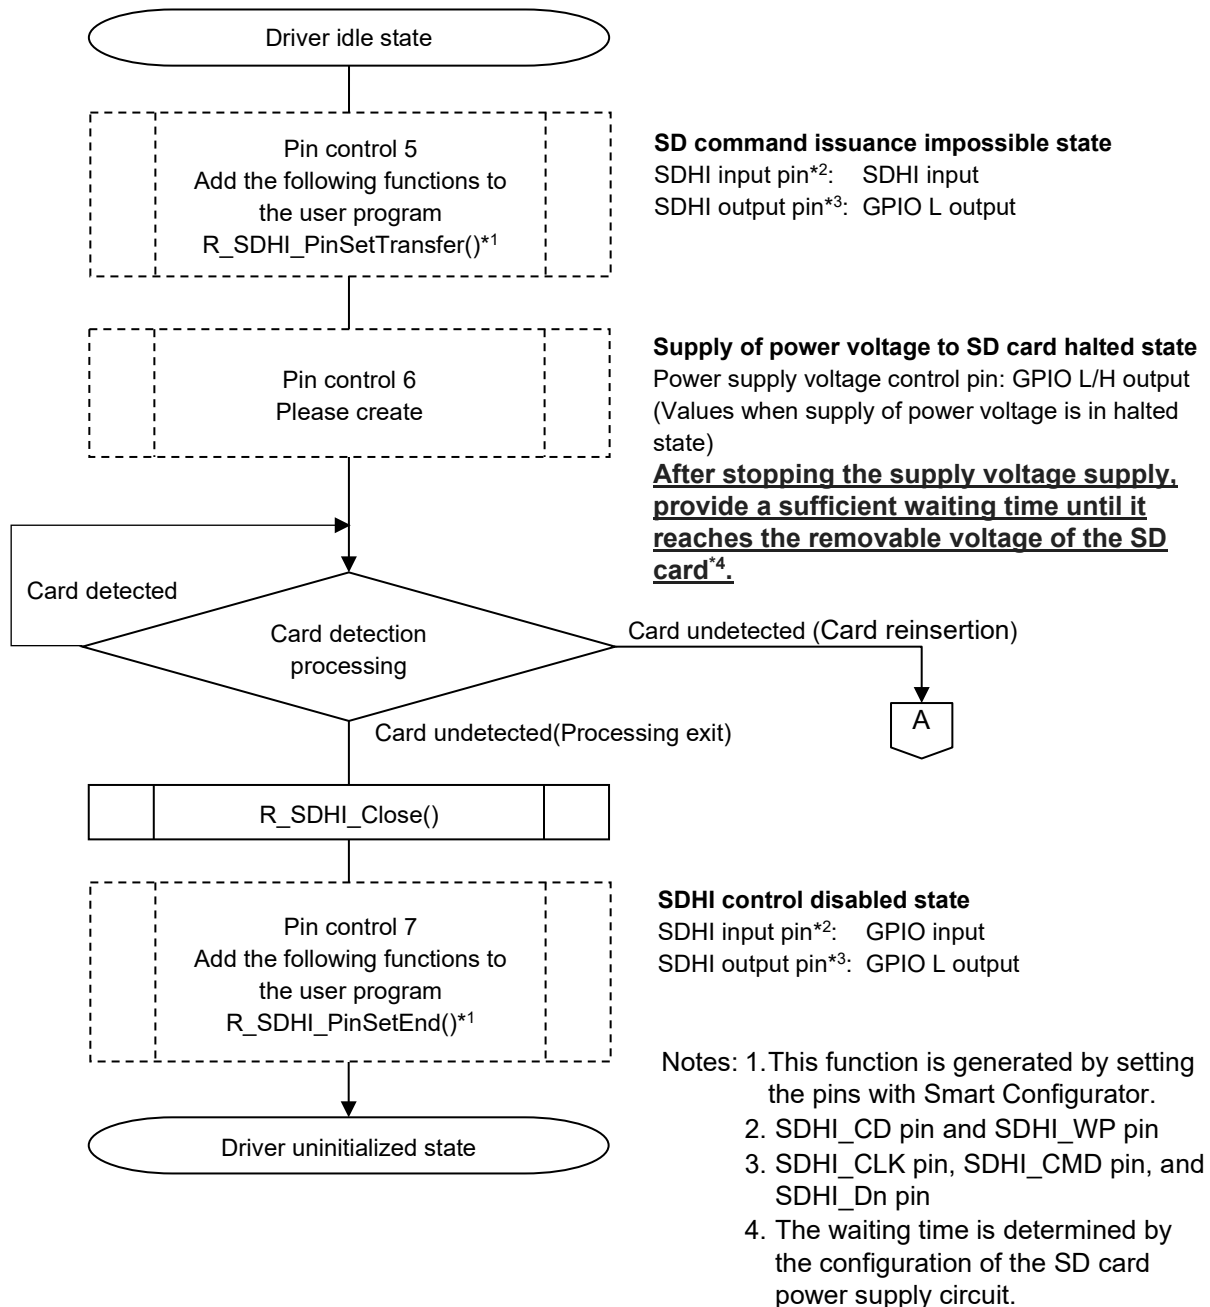 Driver idle state
Pin control 5
Add the following functions to
the user program
R_SDHI_PinSetTransfer()*1
SD command issuance impossible state
SDHI input pin*2: SDHI input
SDHI output pin*3: GPIO L output
Pin control 6
Please create
Supply of power voltage to SD card halted state
Power supply voltage control pin: GPIO L/H output
(Values when supply of power voltage is in halted
state)
After stopping the supply voltage supply,
provide a sufficient waiting time until it
reaches the removable voltage of the SD
card*4.
Card detected
Card detection
processing
Card undetected (Card reinsertion)
A
Card undetected(Processing exit)
R_SDHI_Close()
Pin control 7
Add the following functions to
the user program
R_SDHI_PinSetEnd()*1
SDHI control disabled state
SDHI input pin*2: GPIO input
SDHI output pin*3: GPIO L output
Driver uninitialized state
Notes: 1.This function is generated by setting
the pins with Smart Configurator.
2. SDHI_CD pin and SDHI_WP pin
3. SDHI_CLK pin, SDHI_CMD pin, and
SDHI_Dn pin
4. The waiting time is determined by
the configuration of the SD card
power supply circuit.